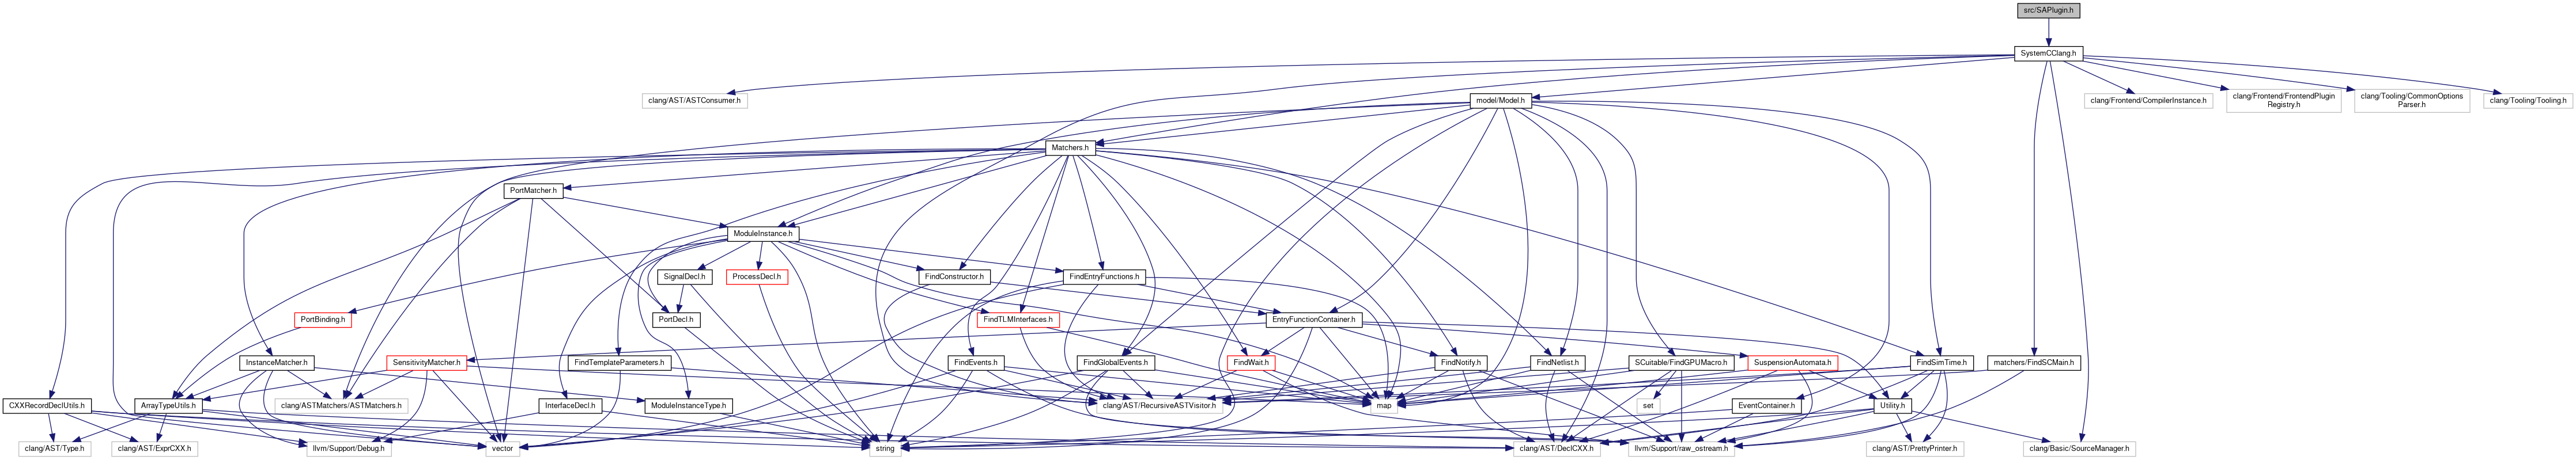 src/SAPlugin.h
SystemCClang.h
clang/AST/ASTConsumer.h
model/Model.h
clang/Frontend/CompilerInstance.h
clang/Frontend/FrontendPlugin
Registry.h
clang/Tooling/CommonOptions
Parser.h
clang/Tooling/Tooling.h
Matchers.h
PortMatcher.h
ModuleInstance.h
SignalDecl.h
ProcessDecl.h
FindConstructor.h
FindEntryFunctions.h
PortBinding.h
PortDecl.h
FindTLMInterfaces.h
EntryFunctionContainer.h
InstanceMatcher.h
SensitivityMatcher.h
FindTemplateParameters.h
FindEvents.h
FindGlobalEvents.h
FindWait.h
FindNotify.h
FindNetlist.h
SCuitable/FindGPUMacro.h
SuspensionAutomata.h
FindSimTime.h
matchers/FindSCMain.h
CXXRecordDeclUtils.h
ArrayTypeUtils.h
clang/ASTMatchers/ASTMatchers.h
InterfaceDecl.h
ModuleInstanceType.h
clang/AST/RecursiveASTVisitor.h
map
set
EventContainer.h
Utility.h
clang/AST/Type.h
clang/AST/ExprCXX.h
llvm/Support/Debug.h
vector
string
clang/AST/DeclCXX.h
llvm/Support/raw_ostream.h
clang/AST/PrettyPrinter.h
clang/Basic/SourceManager.h